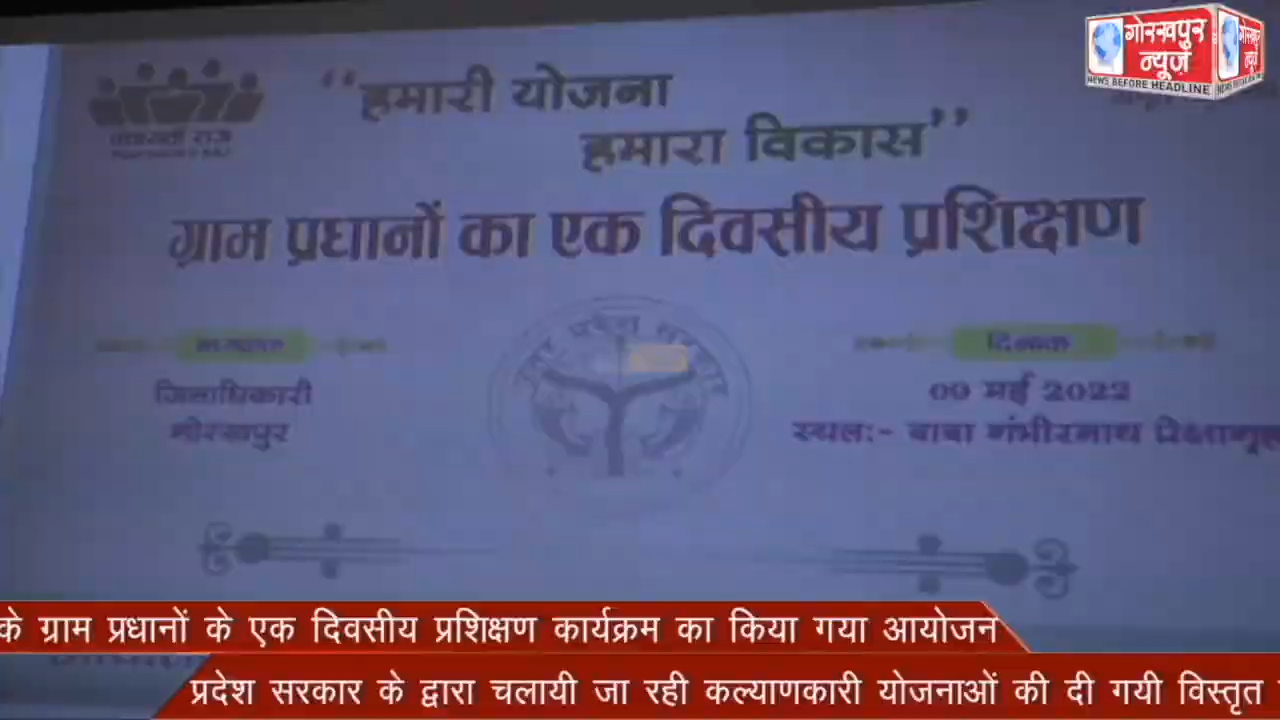 गोरखपुर
न्यूज़
NEWS BEFORE HEADLINE
"हमारी योजना
हमारा विकास"
ग्राम प्रधानों का एक दिवसीय प्रशिक्षण
दिनांक
जिलाधिकारी
गोरखपुर
09 मई 2022
स्थल:- बाबा गंभीरनाथ प्रेक्षागृह
के ग्राम प्रधानों के एक दिवसीय प्रशिक्षण कार्यक्रम का किया गया आयोजन
प्रदेश सरकार के द्वारा चलायी जा रही कल्याणकारी योजनाओं की दी गयी विस्तृत